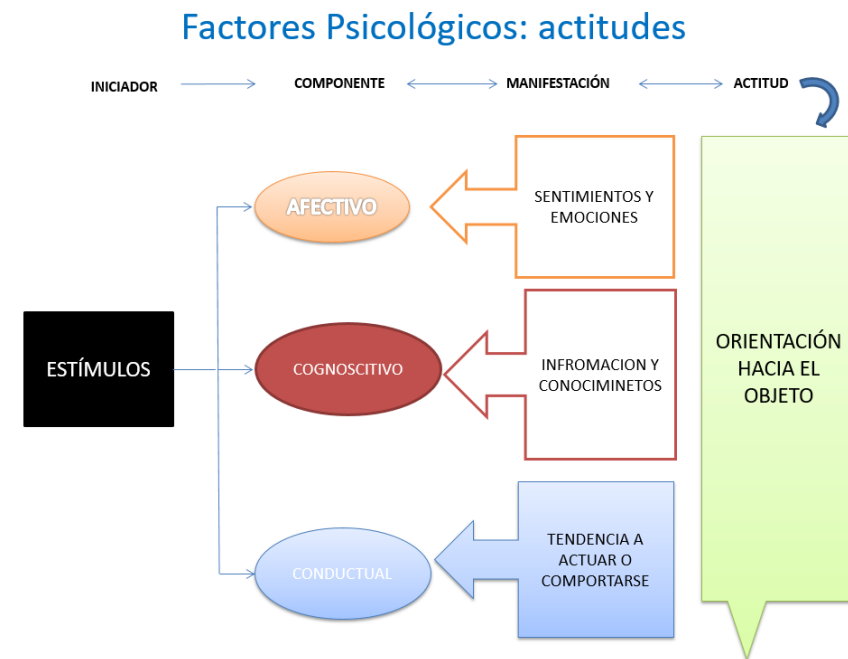 Factores Psicológicos: actitudes
INICIADOR
COMPONENTE
MANIFESTACIÓN
ACTITUD
AFECTIVO
SENTIMIENTOS Y
EMOCIONES
ESTÍMULOS
COGNOSCITIVO
INFROMACION Y
CONOCIMINETOS
ORIENTACIÓN
HACIA EL
OBJETO
CONDUCTUAL
TENDENCIA A
ACTUAR O
COMPORTARSE